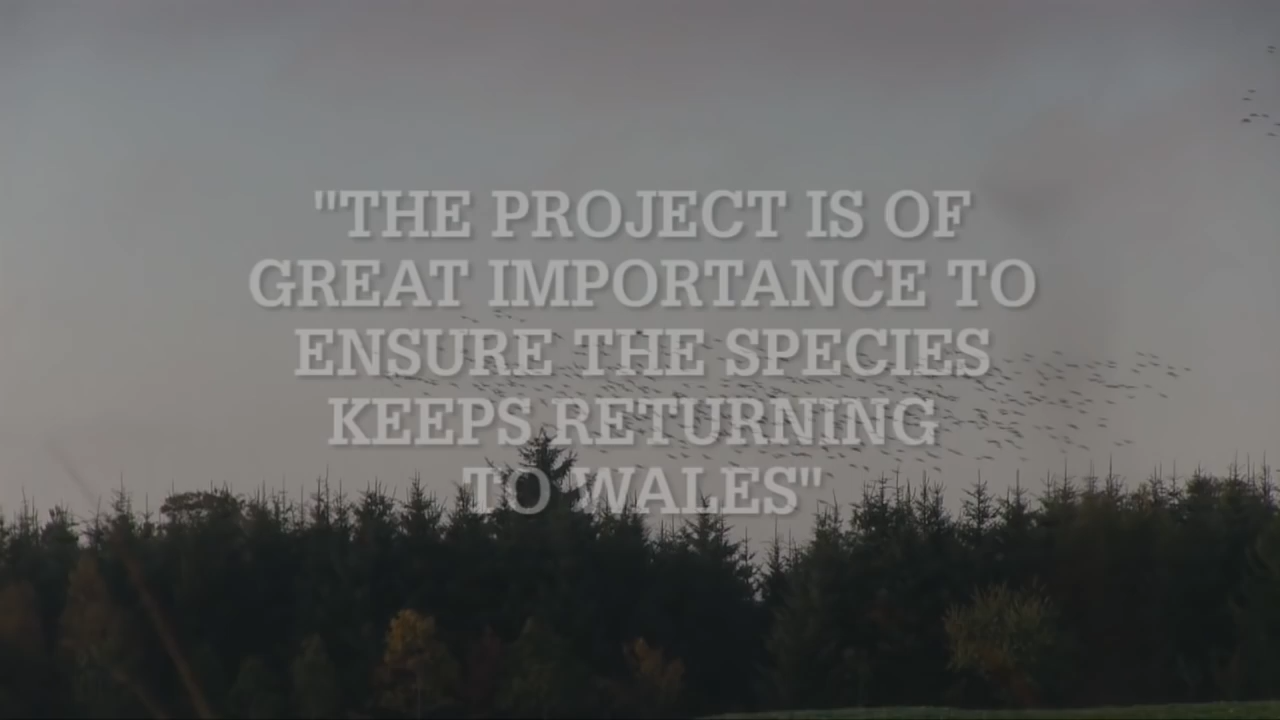 "THE PROJECT IS OF
GREAT IMPORTANCE TO
ENSURE THE SPECIES
KEEPS RETURNING
TO WALES"